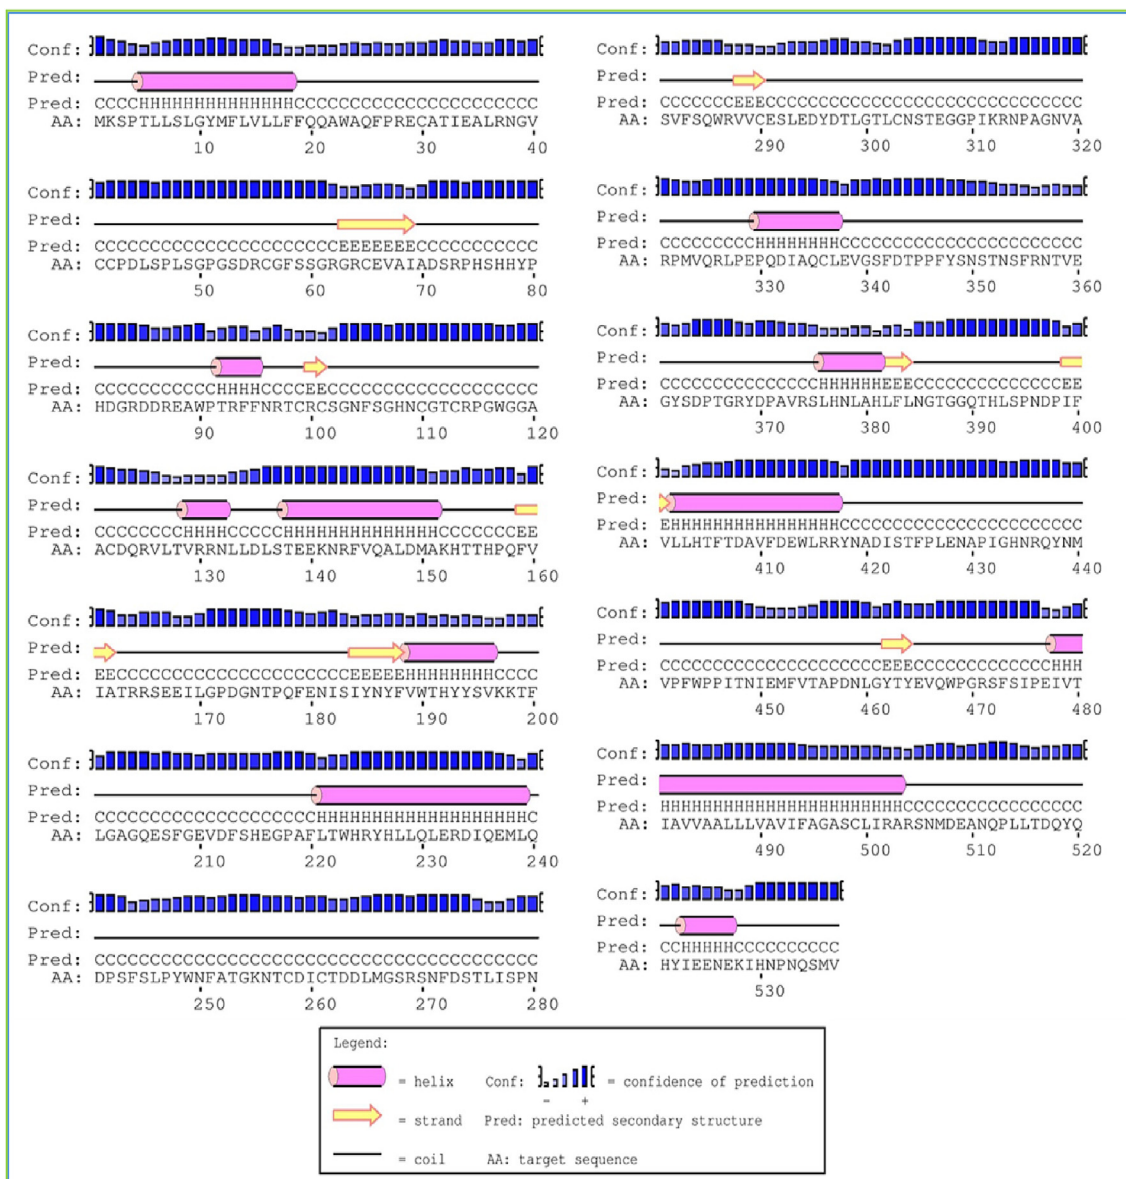 Conf:
Pred:
Pred: CCCCHHHHHHHHHHHHHHCCCCCCCCCCCCCCCCCCCCCC
AA: MKSPTLLSLGYMFLVLLFFQQAWAQFPRECATIEALRNGV
10 20 30 40
Conf:
Pred:
Pred: CCCCCCCCCCCCCCCCCCCCCCEEEEEEECCCCCCCCCCC
AA: CCPDLSPLSGPGSDRCGFSSGRGRCEVAIADSRPHSHHYP
50 60 70 80
Conf:
Pred:
Pred: CCCCCCCCCCCHHHHCCCCEECCCCCCCCCCCCCCCCCCC
AA: HDGRDDREAWPTRFFNRTCRCSGNFSGHNCGTCRPGWGGA
90 100 110 120
Conf:
Pred:
Pred: CCCCCCCCHHHHCCCCCHHHHHHHHHHHHHHCCCCCCCEE
AA: ACDQRVLTVRRNLLDLSTEEKNRFVQALDMAKHTTHPQFV
130 140 150 160
Conf:
Pred:
Pred: EECCCCCCCCCCCCCCCCCCCCCEEEEEHHHHHHHHCCCC
AA: IATRRSEEILGPDGNTPQFENISIYNYFVWTHYYSVKKTF
170 180 190 200
Conf:
Pred:
Pred: CCCCCCCCCCCCCCCCCCCCHHHHHHHHHHHHHHHHHHHC
AA: LGAGQESFGEVDFSHEGPAFLTWHRYHLLQLERDIQEMLQ
210 220 230 240
Conf:
Pred:
Pred: CCCCCCCCCCCCCCCCCCCCCCCCCCCCCCCCCCCCCCCC
AA: DPSFSLPYWNFATGKNTCDICTDDLMGSRSNFDSTLISPN
250 260 270 280
Conf:
Pred:
Pred: CCCCCCCEEECCCCCCCCCCCCCCCCCCCCCCCCCCCCCC
AA: SVFSQWRVVCESLEDYDTLGTLCNSTEGGPIKRNPAGNVA
290 300 310 320
Conf:
Pred:
Pred: CCCCCCCCCHHHHHHHHCCCCCCCCCCCCCCCCCCCCCCC
AA: RPMVQRLPEPQDIAQCLEVGSFDTPPFYSNSTNSFRNTVE
330 340 350 360
Conf:
Pred:
Pred: CCCCCCCCCCCCCCCHHHHHHEEECCCCCCCCCCCCCCEE
AA: GYSDPTGRYDPAVRSLHNLAHLFLNGTGGQTHLSPNDPIF
370 380 390 400
Conf:
Pred:
Pred: EHHHHHHHHHHHHHHHHCCCCCCCCCCCCCCCCCCCCCCC
AA: VLLHTFTDAVFDEWLRRYNADISTFPLENAPIGHNRQYNM
410 420 430 440
Conf:
Pred:
Pred: CCCCCCCCCCCCCCCCCCCCCEEECCCCCCCCCCCCCHHH
AA: VPFWPPITNIEMFVTAPDNLGYTYEVQWPGRSFSIPEIVT
450 460 470 480
Conf:
Pred:
Pred: HHHHHHHHHHHHHHHHHHHHHHHCCCCCCCCCCCCCCCCC
AA: IAVVAALLLVAVIFAGASCLIRARSNMDEANQPLLTDQYQ
490 500 510 520
Conf:
Pred:
Pred: CCHHHHHCCCCCCCCCC
AA: HYIEENEKIHNPNQSMV
530
Legend:
= helix Conf: = confidence of prediction
- +
= strand Pred: predicted secondary structure
= coil AA: target sequence